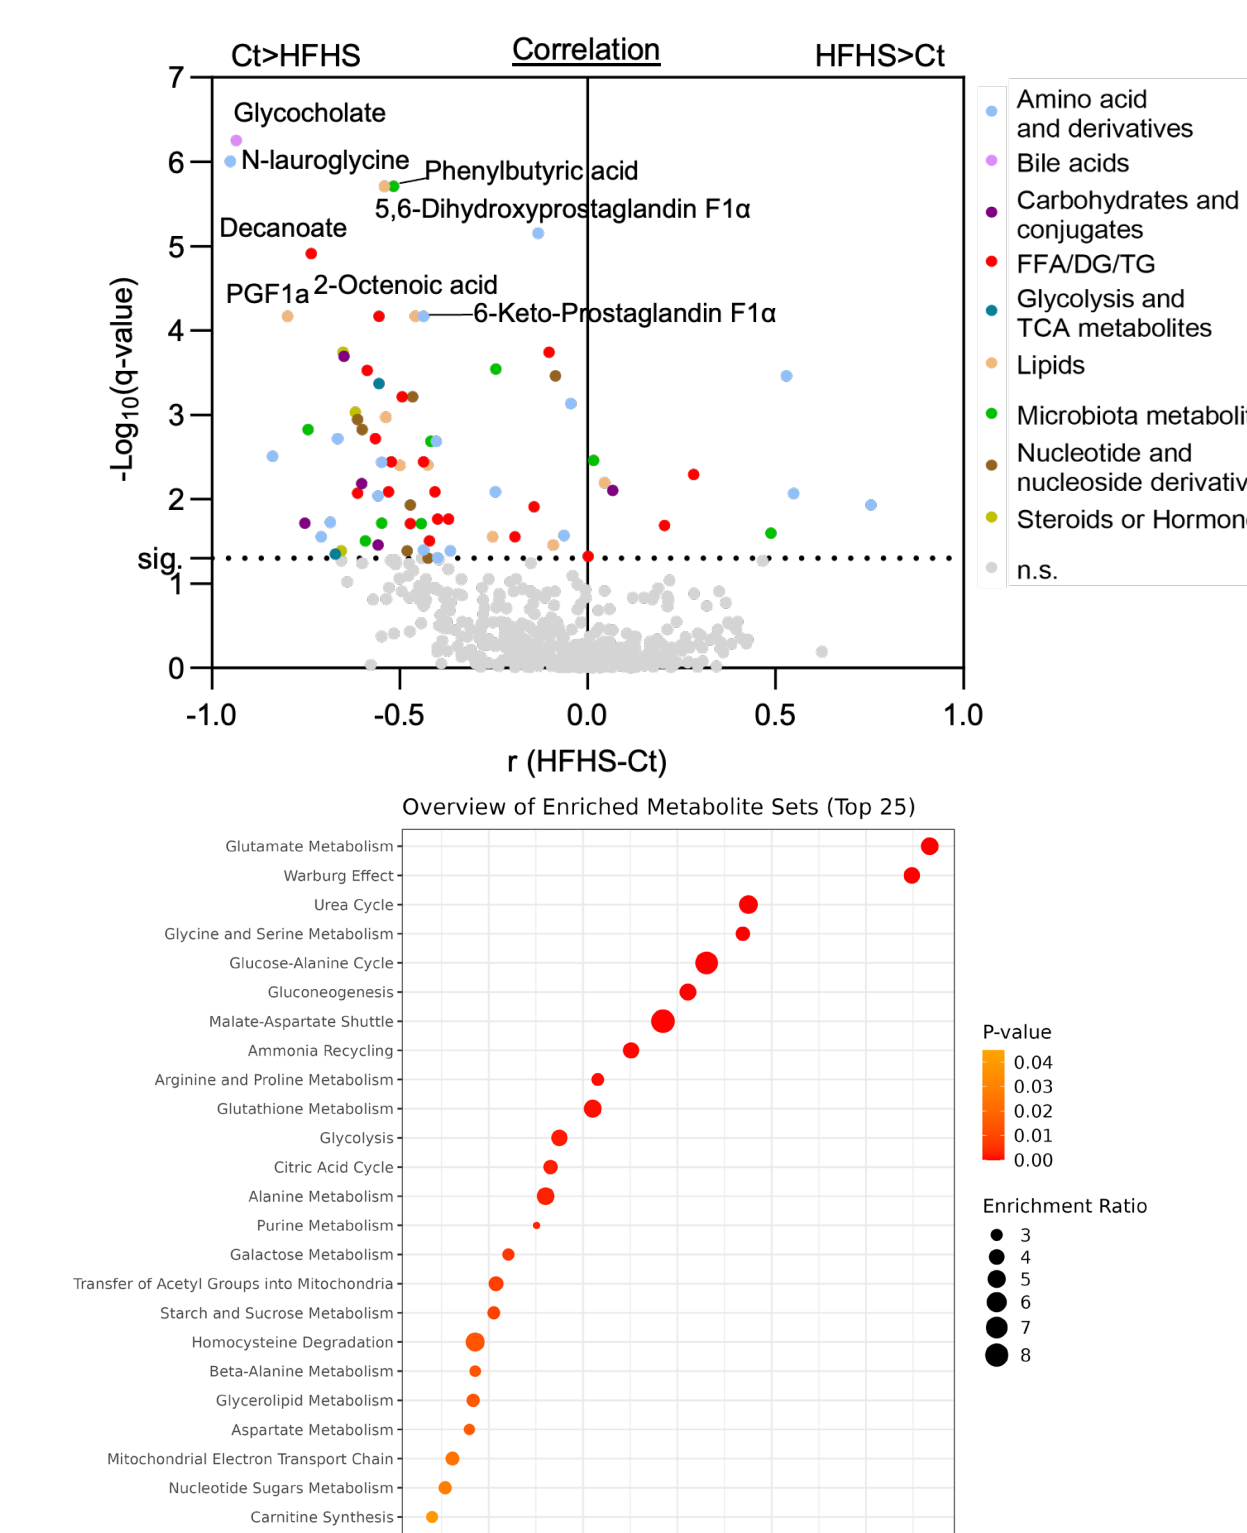 Ct>HFHS
Correlation
HFHS>Ct
7
6
5
4
3
2
sig.
1
0
-Log10(q-value)
Glycocholate
N-lauroglycine
Phenylbutyric acid
5,6-Dihydroxyprostaglandin F1α
Decanoate
2-Octenoic acid
PGF1a
6-Keto-Prostaglandin F1α
-1.0
-0.5
0.0
0.5
1.0
r (HFHS-Ct)
Amino acid
and derivatives
Bile acids
Carbohydrates and
conjugates
FFA/DG/TG
Glycolysis and
TCA metabolites
Lipids
Microbiota metabolit
Nucleotide and
nucleoside derivativ
Steroids or Hormon
n.s.
Overview of Enriched Metabolite Sets (Top 25)
Glutamate Metabolism
Warburg Effect
Urea Cycle
Glycine and Serine Metabolism
Glucose-Alanine Cycle
Gluconeogenesis
Malate-Aspartate Shuttle
Ammonia Recycling
Arginine and Proline Metabolism
Glutathione Metabolism
Glycolysis
Citric Acid Cycle
Alanine Metabolism
Purine Metabolism
Galactose Metabolism
Transfer of Acetyl Groups into Mitochondria
Starch and Sucrose Metabolism
Homocysteine Degradation
Beta-Alanine Metabolism
Glycerolipid Metabolism
Aspartate Metabolism
Mitochondrial Electron Transport Chain
Nucleotide Sugars Metabolism
Carnitine Synthesis
P-value
0.04
0.03
0.02
0.01
0.00
Enrichment Ratio
3
4
5
6
7
8